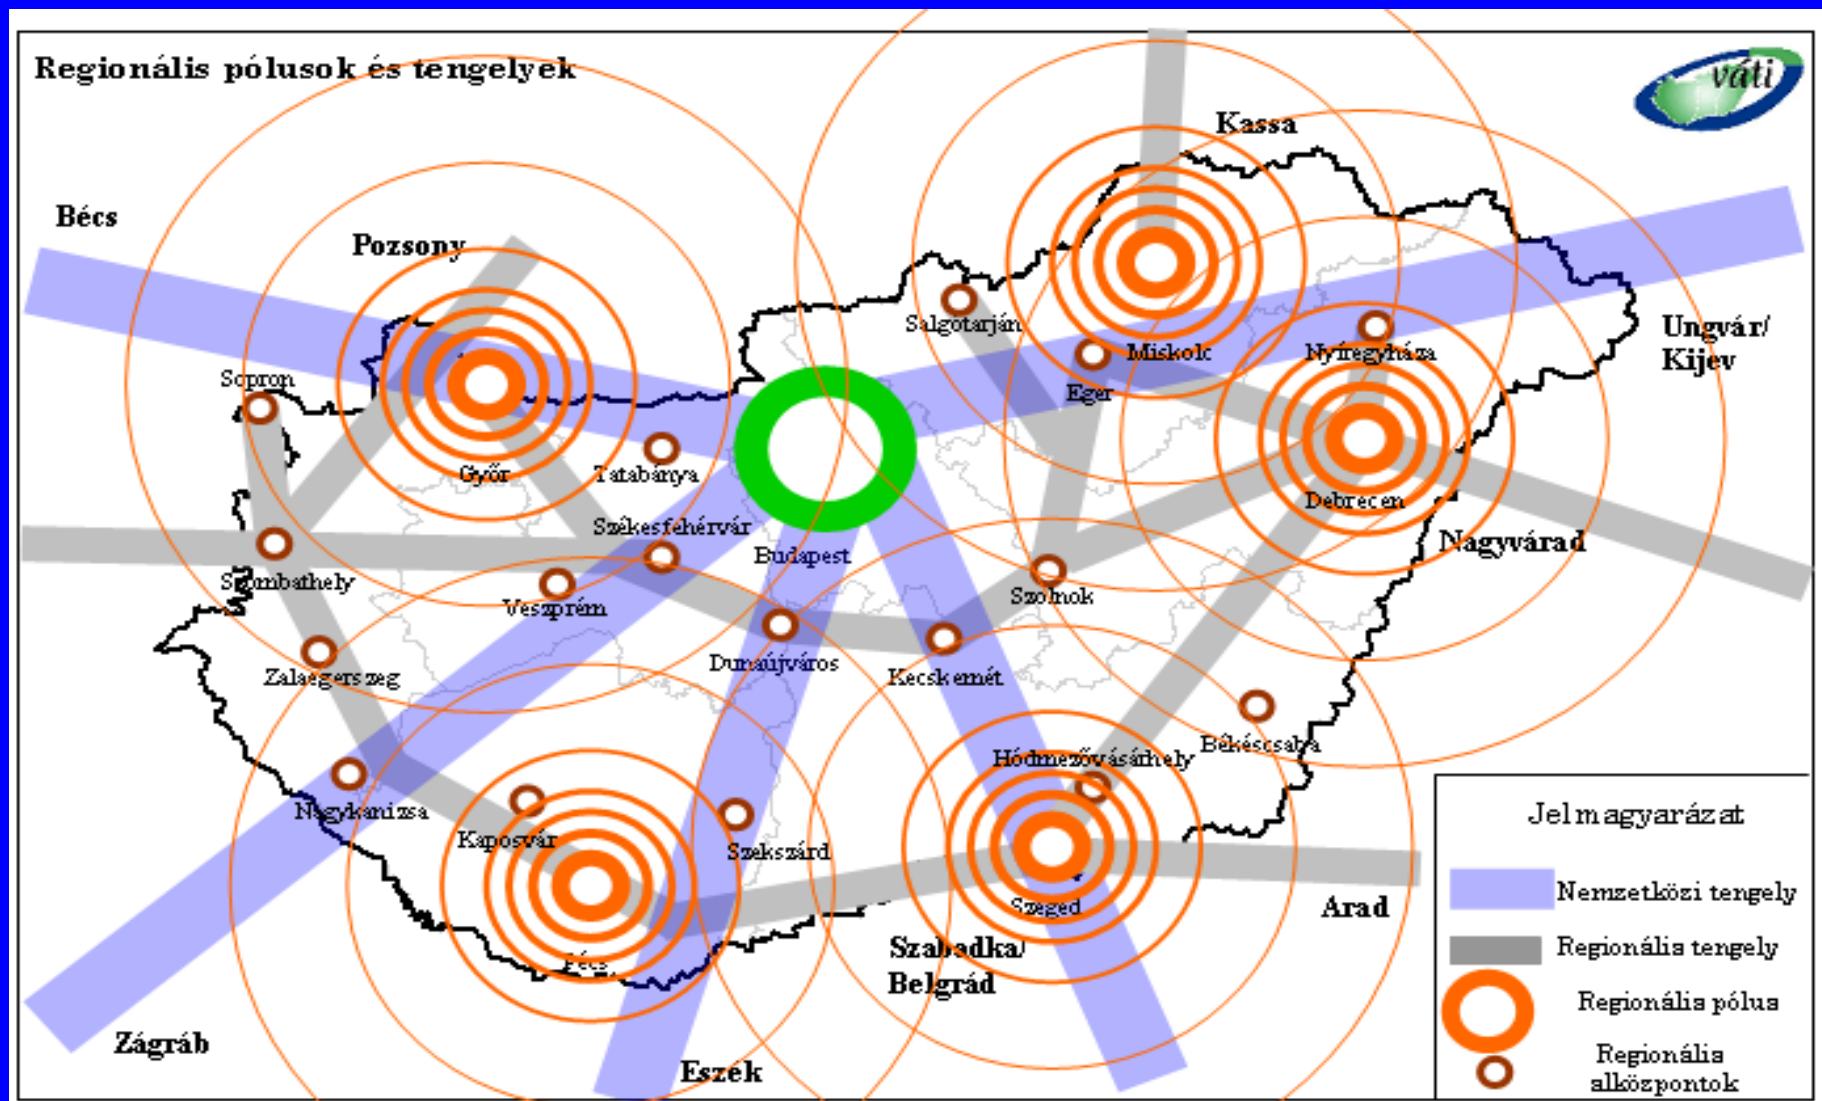 Regionális pólusok és tengelyek
váti
Kassa
Bécs
Pozsony
Salgótarján
Ungvár/
Kijev
Miskolc
Nyíregyháza
Sopron
Eger
Győr
Tatabánya
Debrecen
Székesfehérvár
Budapest
Nagyvárad
Szombathely
Veszprém
Szolnok
Zalaegerszeg
Dunaújváros
Kecskemét
Békéscsaba
Hódmezővásárhely
Nagykanizsa
Kaposvár
Szekszárd
Szeged
Arad
Pécs
Szabadka/
Belgrád
Zágráb
Eszék
Jelmagyarázat
Nemzetközi tengely
Regionális tengely
Regionális pólus
Regionális
alközpontok